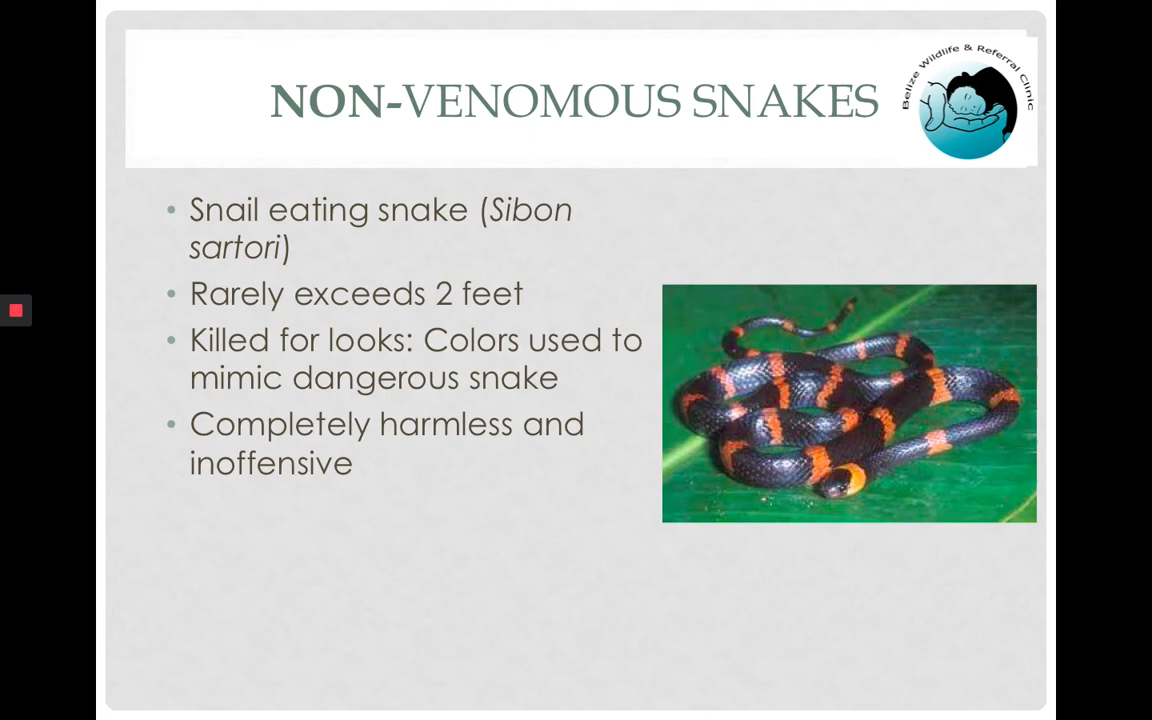 NON-VENOMOUS SNAKES
Belize Wildlife & Referral Clinic
• Snail eating snake (Sibon
sartori)
• Rarely exceeds 2 feet
• Killed for looks: Colors used to
mimic dangerous snake
• Completely harmless and
inoffensive